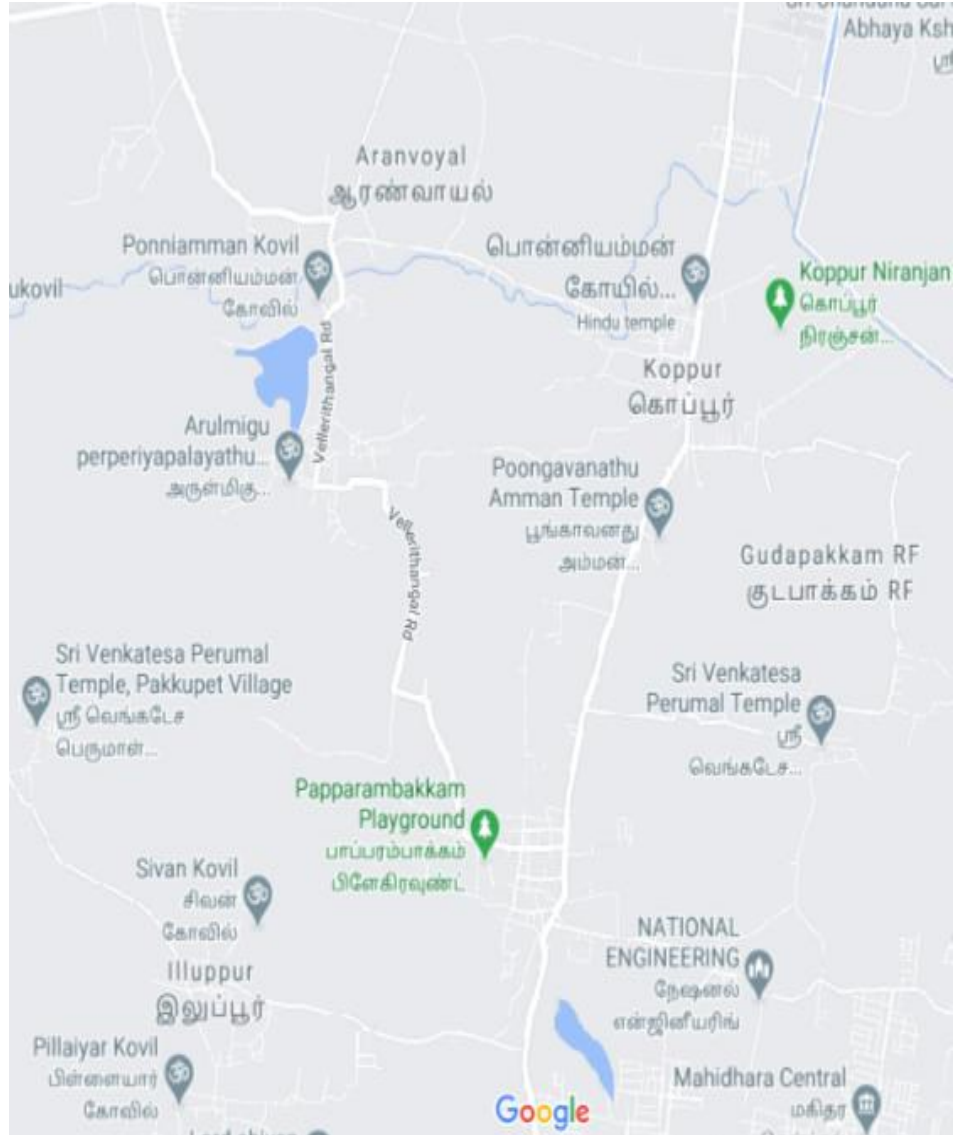 Abhaya Ksh
ஸ்ரீ
Aranvoyal
ஆரண்வாயல்
Ponniamman Kovil
பொன்னியம்மன்
கோவில்
பொன்னியம்மன்
கோயில்...
Hindu temple
Koppur Niranjan
கொப்பூர்
நிரஞ்சன்...
ukovil
Vellerithangal Rd
Koppur
கொப்பூர்
Arulmigu
perperiyapalayathu...
அருள்மிகு...
Poongavanathu
Amman Temple
பூங்காவனது
அம்மன்...
Vellerithangal Rd
Gudapakkam RF
குடபாக்கம் RF
Sri Venkatesa Perumal
Temple, Pakkupet Village
ஸ்ரீ வெங்கடேச
பெருமாள்...
Sri Venkatesa
Perumal Temple
ஸ்ரீ
வெங்கடேச...
Papparambakkam
Playground
பாப்பரம்பாக்கம்
பிளேகிரவுண்ட்
Sivan Kovil
சிவன்
கோவில்
NATIONAL
ENGINEERING
நேஷனல்
என்ஜினீயரிங்
Illuppur
இலுப்பூர்
Pillaiyar Kovil
பிள்ளையார்
கோவில்
Mahidhara Central
மகிதர
Google